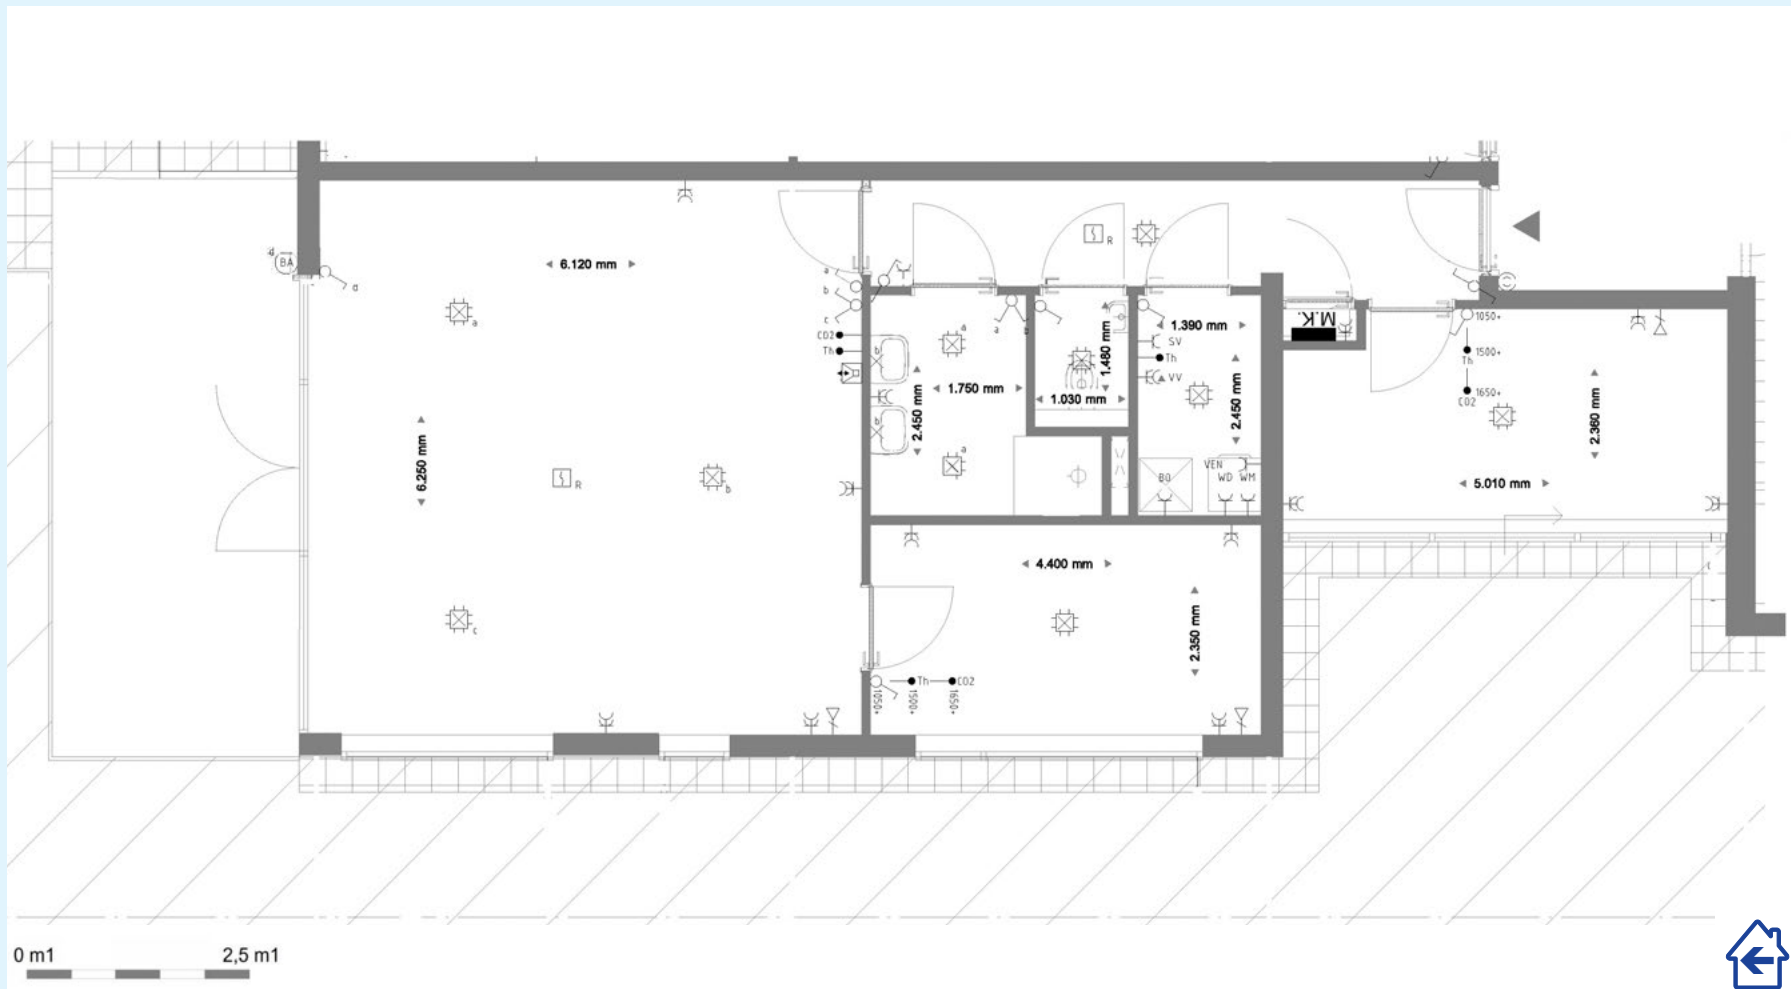 6.120 mm
6.250 mm
d
BA
a
a
b
R
c
a
b
c
CO2
Th
b
b
a
b
a
a
1.750 mm
2.450 mm
1.480 mm
1.030 mm
R
1.390 mm
SV
Th
VV
2.450 mm
VEN
BO
WD
WM
M.K.
1050+
1500+
Th
1650+
CO2
2.360 mm
5.010 mm
4.400 mm
2.350 mm
Th
CO2
1050+
1500+
1650+
0 m1
2,5 m1